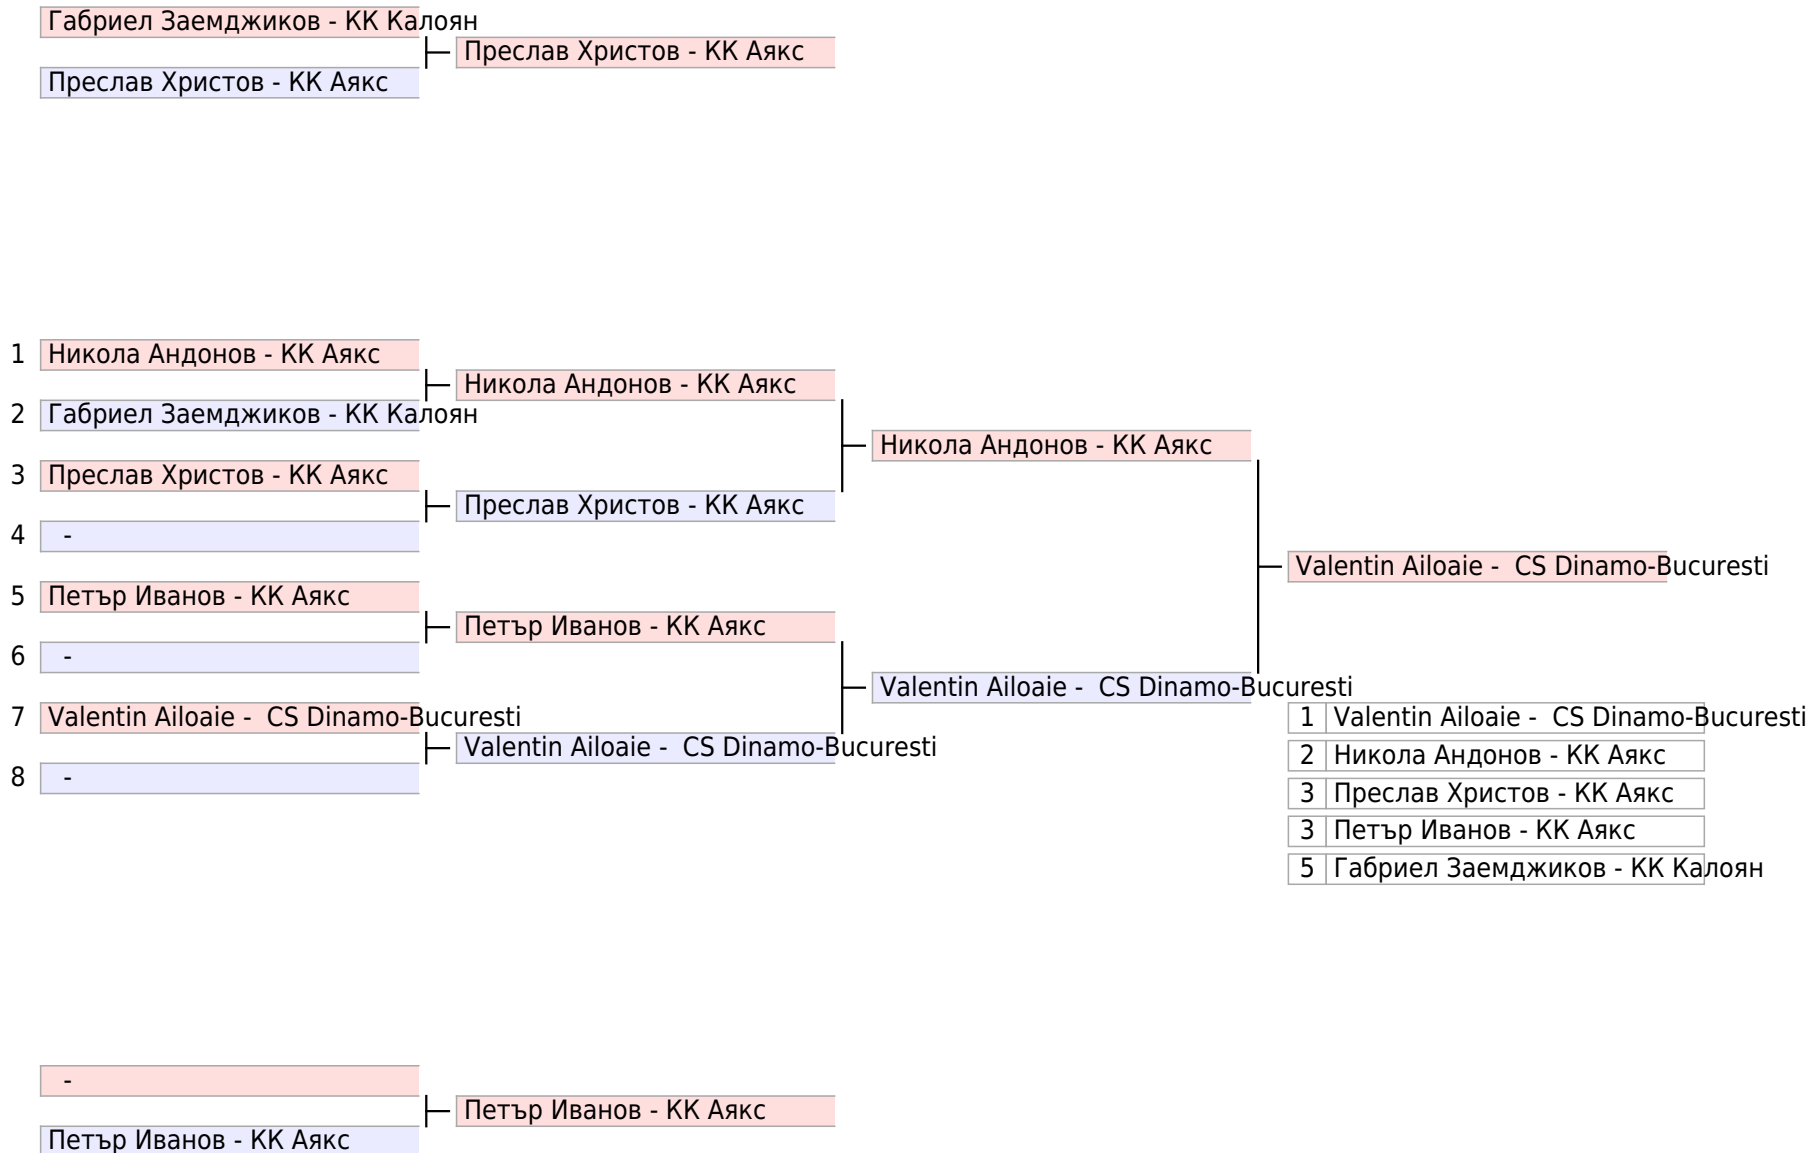 Габриел Заемджиков - КК Калоян
Преслав Христов - КК Аякс
Преслав Христов - КК Аякс
1 Никола Андонов - КК Аякс
Никола Андонов - КК Аякс
2 Габриел Заемджиков - КК Калоян
Никола Андонов - КК Аякс
3 Преслав Христов - КК Аякс
Преслав Христов - КК Аякс
4 -
Valentin Ailoaie -  CS Dinamo-Bucuresti
5 Петър Иванов - КК Аякс
Петър Иванов - КК Аякс
6 -
Valentin Ailoaie -  CS Dinamo-Bucuresti
7 Valentin Ailoaie -  CS Dinamo-Bucuresti
Valentin Ailoaie -  CS Dinamo-Bucuresti
8 -
1 Valentin Ailoaie -  CS Dinamo-Bucuresti
2 Никола Андонов - КК Аякс
3 Преслав Христов - КК Аякс
3 Петър Иванов - КК Аякс
5 Габриел Заемджиков - КК Калоян
-
Петър Иванов - КК Аякс
Петър Иванов - КК Аякс